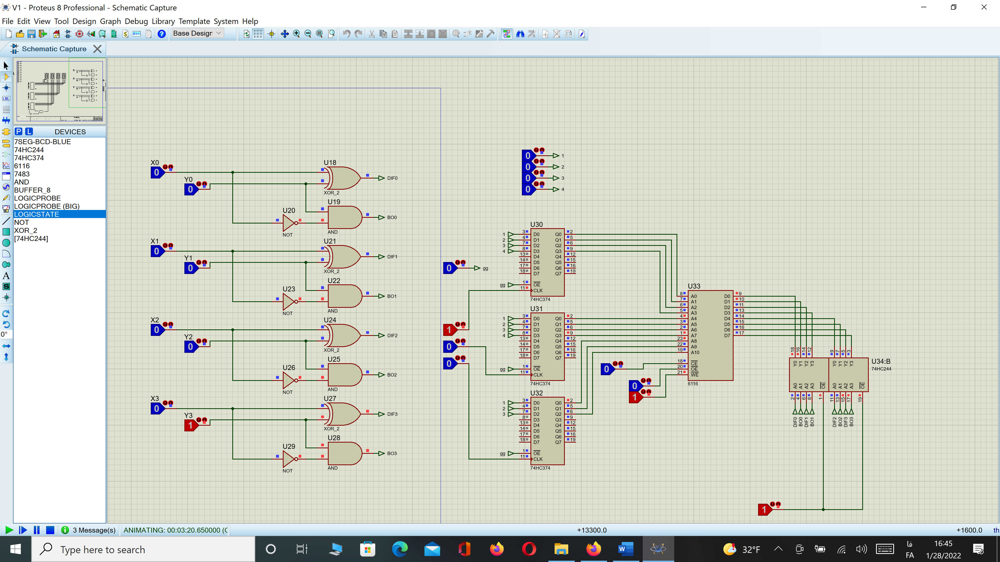 V1 - Proteus 8 Professional - Schematic Capture
File Edit View Tool Design Graph Debug Library Template System Help
Base Design
Schematic Capture
LBL
P L DEVICES
7SEG-BCD-BLUE
74HC244
74HC374
6116
7483
AND
BUFFER_8
LOGICPROBE
LOGICPROBE (BIG)
LOGICSTATE
NOT
XOR_2
[74HC244]
A
S
0°
X0
0
Y0
0
U18
XOR_2
DIF0
U19
AND
BO0
U20
NOT
X1
0
Y1
0
U21
XOR_2
DIF1
U22
AND
BO1
U23
NOT
X2
0
Y2
0
U24
XOR_2
DIF2
U25
AND
BO2
U26
NOT
X3
0
Y3
1
U27
XOR_2
DIF3
U28
AND
BO3
U29
NOT
0 1
0 2
0 3
0 4
0 gg
1
0
0
U30
1 3 D0 Q0 2
2 4 D1 Q1 5
3 7 D2 Q2 6
4 8 D3 Q3 9
13 D4 Q4 12
14 D5 Q5 15
17 D6 Q6 16
18 D7 Q7 19
gg 1 OE
11 CLK
74HC374
U31
1 3 D0 Q0 2
2 4 D1 Q1 5
3 7 D2 Q2 6
4 8 D3 Q3 9
13 D4 Q4 12
14 D5 Q5 15
17 D6 Q6 16
18 D7 Q7 19
gg 1 OE
11 CLK
74HC374
U32
1 3 D0 Q0 2
2 4 D1 Q1 5
3 7 D2 Q2 6
8 D3 Q3 9
13 D4 Q4 12
14 D5 Q5 15
17 D6 Q6 16
18 D7 Q7 19
gg 1 OE
11 CLK
74HC374
0
0
1
U33
8 A0 D0 9
7 A1 D1 10
6 A2 D2 11
5 A3 D3 13
4 A4 D4 14
3 A5 D5 15
2 A6 D6 16
1 A7 D7 17
23 A8
22 A9
19 A10
18 CE
20 OE
21 WE
6116
18 16 14 12 9 7 5 3
Y0 Y1 Y2 Y3 Y0 Y1 Y2 Y3
U34:B
74HC244
A0 A1 A2 A3 OE A0 A1 A2 A3 OE
2 4 6 8 1 11 13 15 17 19
DIF0 BO0 DIF1 BO1 DIF2 BO2 DIF3 BO3
1
3 Message(s) ANIMATING: 00:03:20.650000 (C +13300.0 +1600.0 th
Type here to search
32°F
فا
FA
16:45
1/28/2022